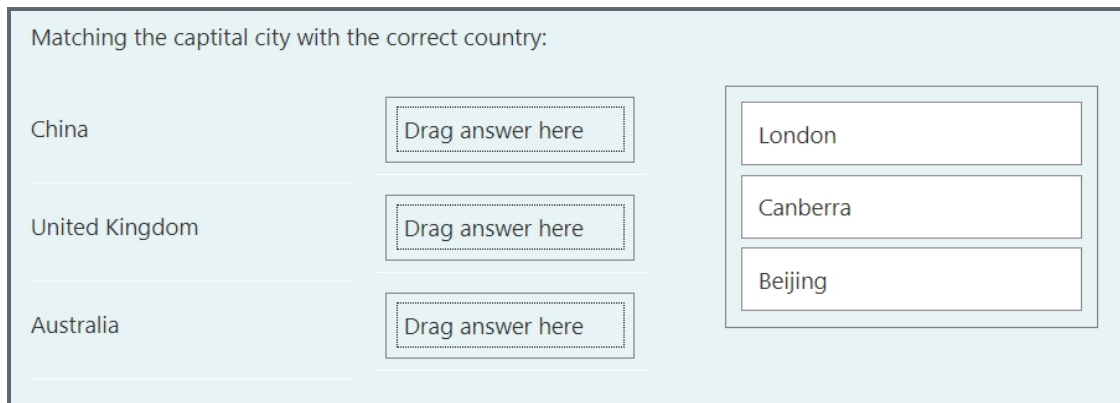 Matching the captital city with the correct country:
China
Drag answer here
United Kingdom
Drag answer here
Australia
Drag answer here
London
Canberra
Beijing